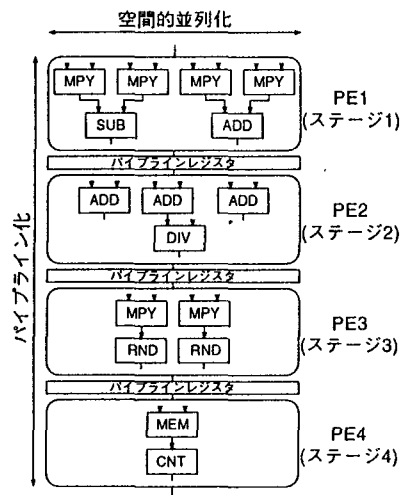 空間的並列化
パイプライン化
MPY MPY MPY MPY
SUB ADD
PE1
(ステージ1)
パイプラインレジスタ
ADD ADD ADD
DIV
PE2
(ステージ2)
パイプラインレジスタ
MPY MPY
RND RND
PE3
(ステージ3)
パイプラインレジスタ
MEM
CNT
PE4
(ステージ4)